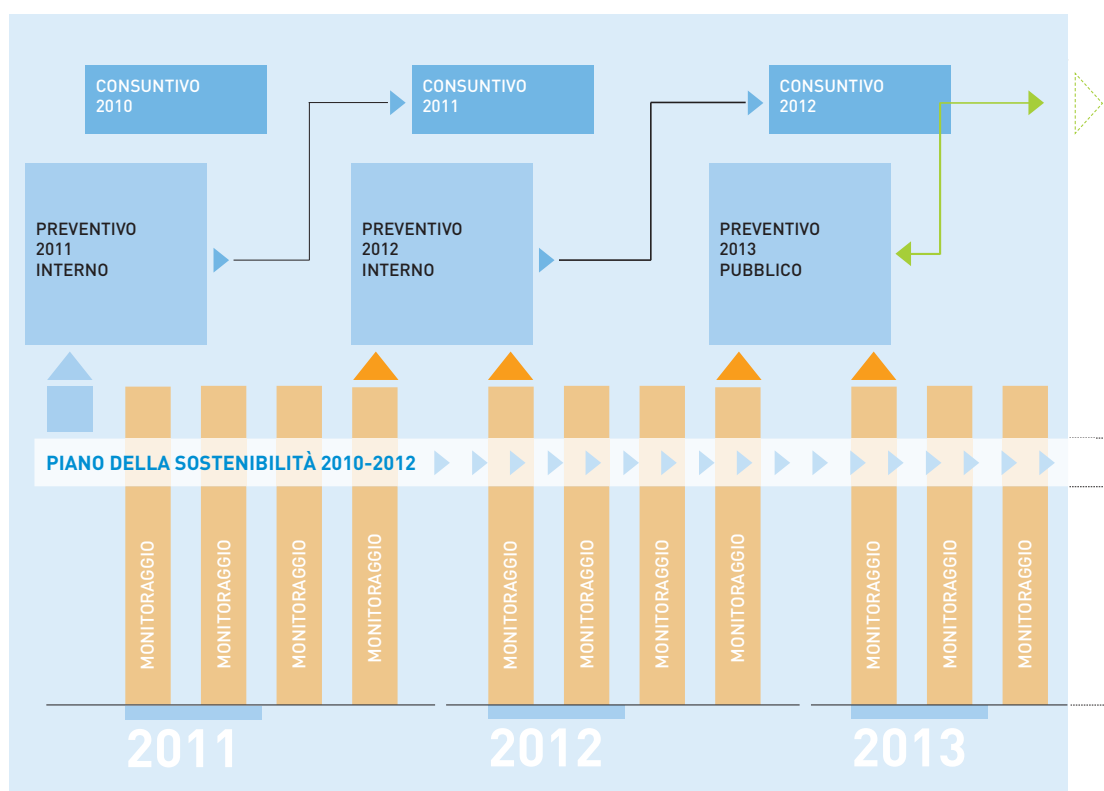 CONSUNTIVO
2010
CONSUNTIVO
2011
CONSUNTIVO
2012
PREVENTIVO
2011
INTERNO
PREVENTIVO
2012
INTERNO
PREVENTIVO
2013
PUBBLICO
PIANO DELLA SOSTENIBILITÀ 2010-2012
MONITORAGGIO
MONITORAGGIO
MONITORAGGIO
MONITORAGGIO
MONITORAGGIO
MONITORAGGIO
MONITORAGGIO
MONITORAGGIO
MONITORAGGIO
MONITORAGGIO
MONITORAGGIO
2011
2012
2013